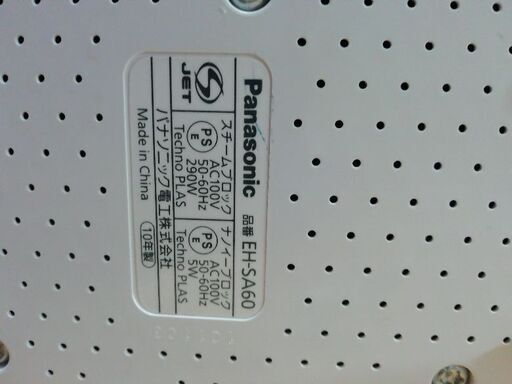 Panasonic 品番 EH-SA60
スチームブロック ナノイーブロック
PS E AC100V 50-60Hz 290W
PS E AC100V 50-60Hz 5W
Techno PLAS Techno PLAS
S JET
パナソニック電工株式会社
Made in China 10年製